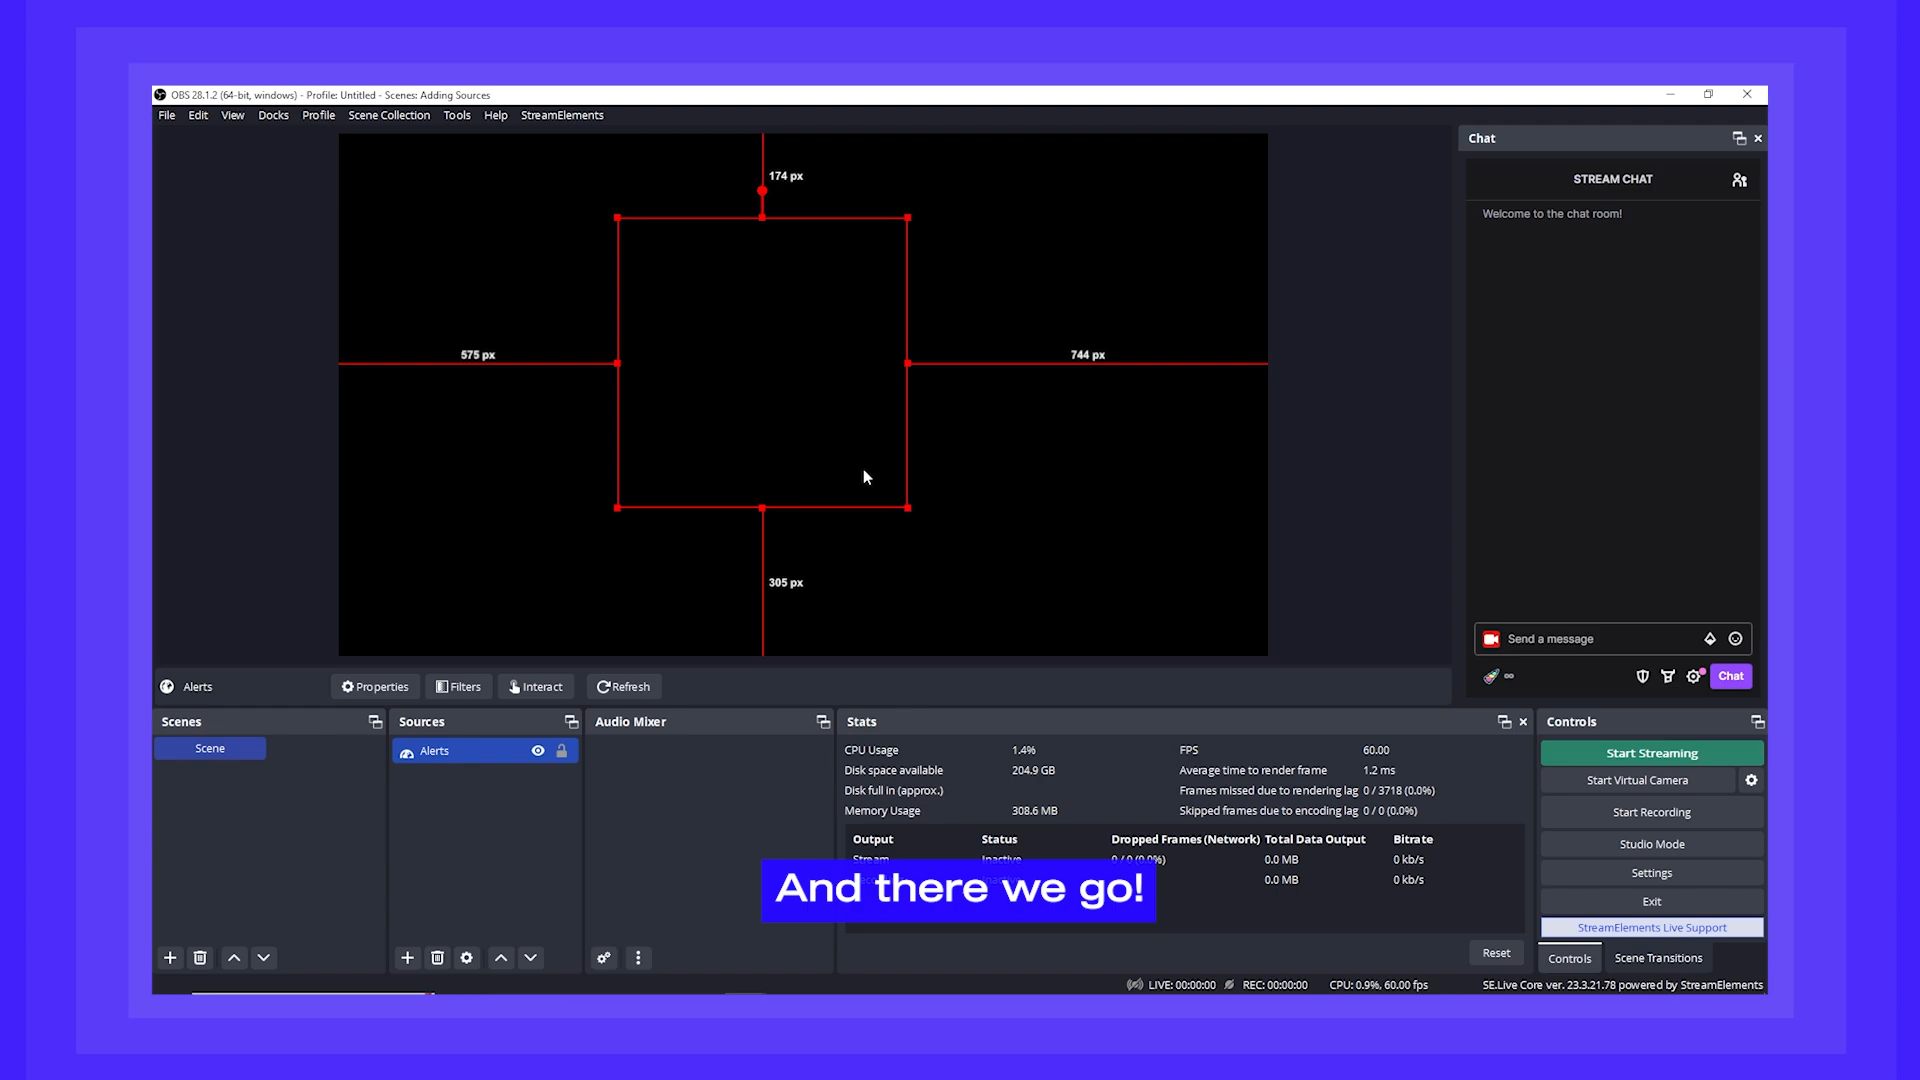 OBS 28.1.2 (64-bit, windows) - Profile: Untitled - Scenes: Adding Sources
File Edit View Docks Profile Scene Collection Tools Help StreamElements
Chat
STREAM CHAT
Welcome to the chat room!
174 px
575 px
744 px
305 px
Send a message
Chat
Alerts
Properties
Filters
Interact
Refresh
Scenes
Scene
Sources
Alerts
Audio Mixer
Stats
CPU Usage 1.4% FPS 60.00
Disk space available 204.9 GB Average time to render frame 1.2 ms
Disk full in (approx.) Frames missed due to rendering lag 0 / 3718 (0.0%)
Memory Usage 308.6 MB Skipped frames due to encoding lag 0 / 0 (0.0%)
Output Status Dropped Frames (Network) Total Data Output Bitrate
Stream Inactive 0 / 0 (0.0%) 0.0 MB 0 kb/s
0.0 MB 0 kb/s
And there we go!
Reset
Controls
Start Streaming
Start Virtual Camera
Start Recording
Studio Mode
Settings
Exit
StreamElements Live Support
Controls Scene Transitions
LIVE: 00:00:00 REC: 00:00:00 CPU: 0.9%, 60.00 fps SE.Live Core ver. 23.3.21.78 powered by StreamElements